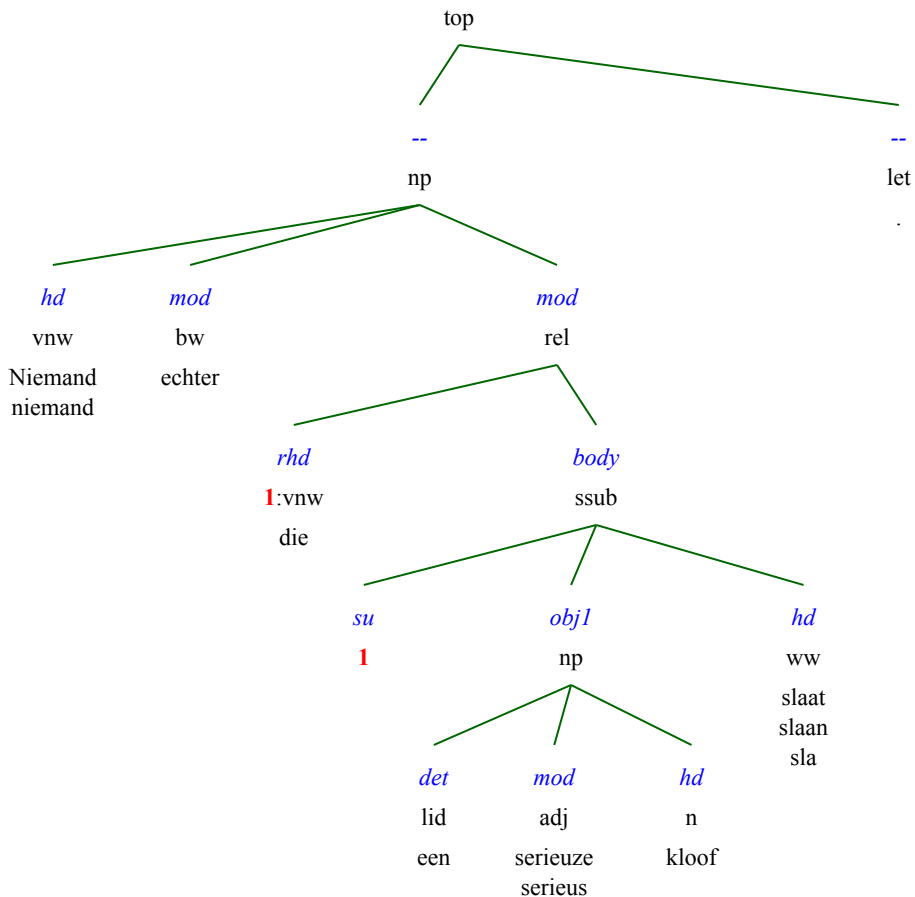 top
-- --
np let
.
hd mod mod
vnw bw rel
Niemand echter
niemand
rhd body
1:vnw ssub
die
su obj1 hd
1 np ww
slaat
slaan
sla
det mod hd
lid adj n
een serieuze kloof
serieus